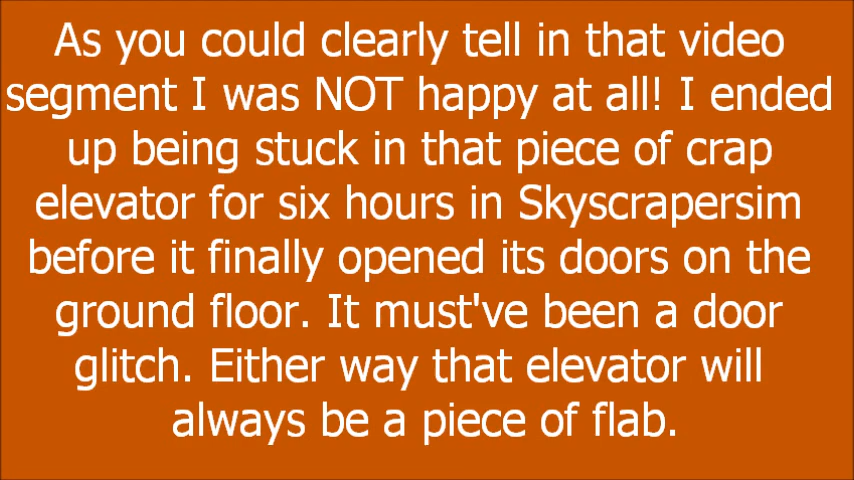 As you could clearly tell in that video
segment I was NOT happy at all! I ended
up being stuck in that piece of crap
elevator for six hours in Skyscrapersim
before it finally opened its doors on the
ground floor. It must've been a door
glitch. Either way that elevator will
always be a piece of flab.